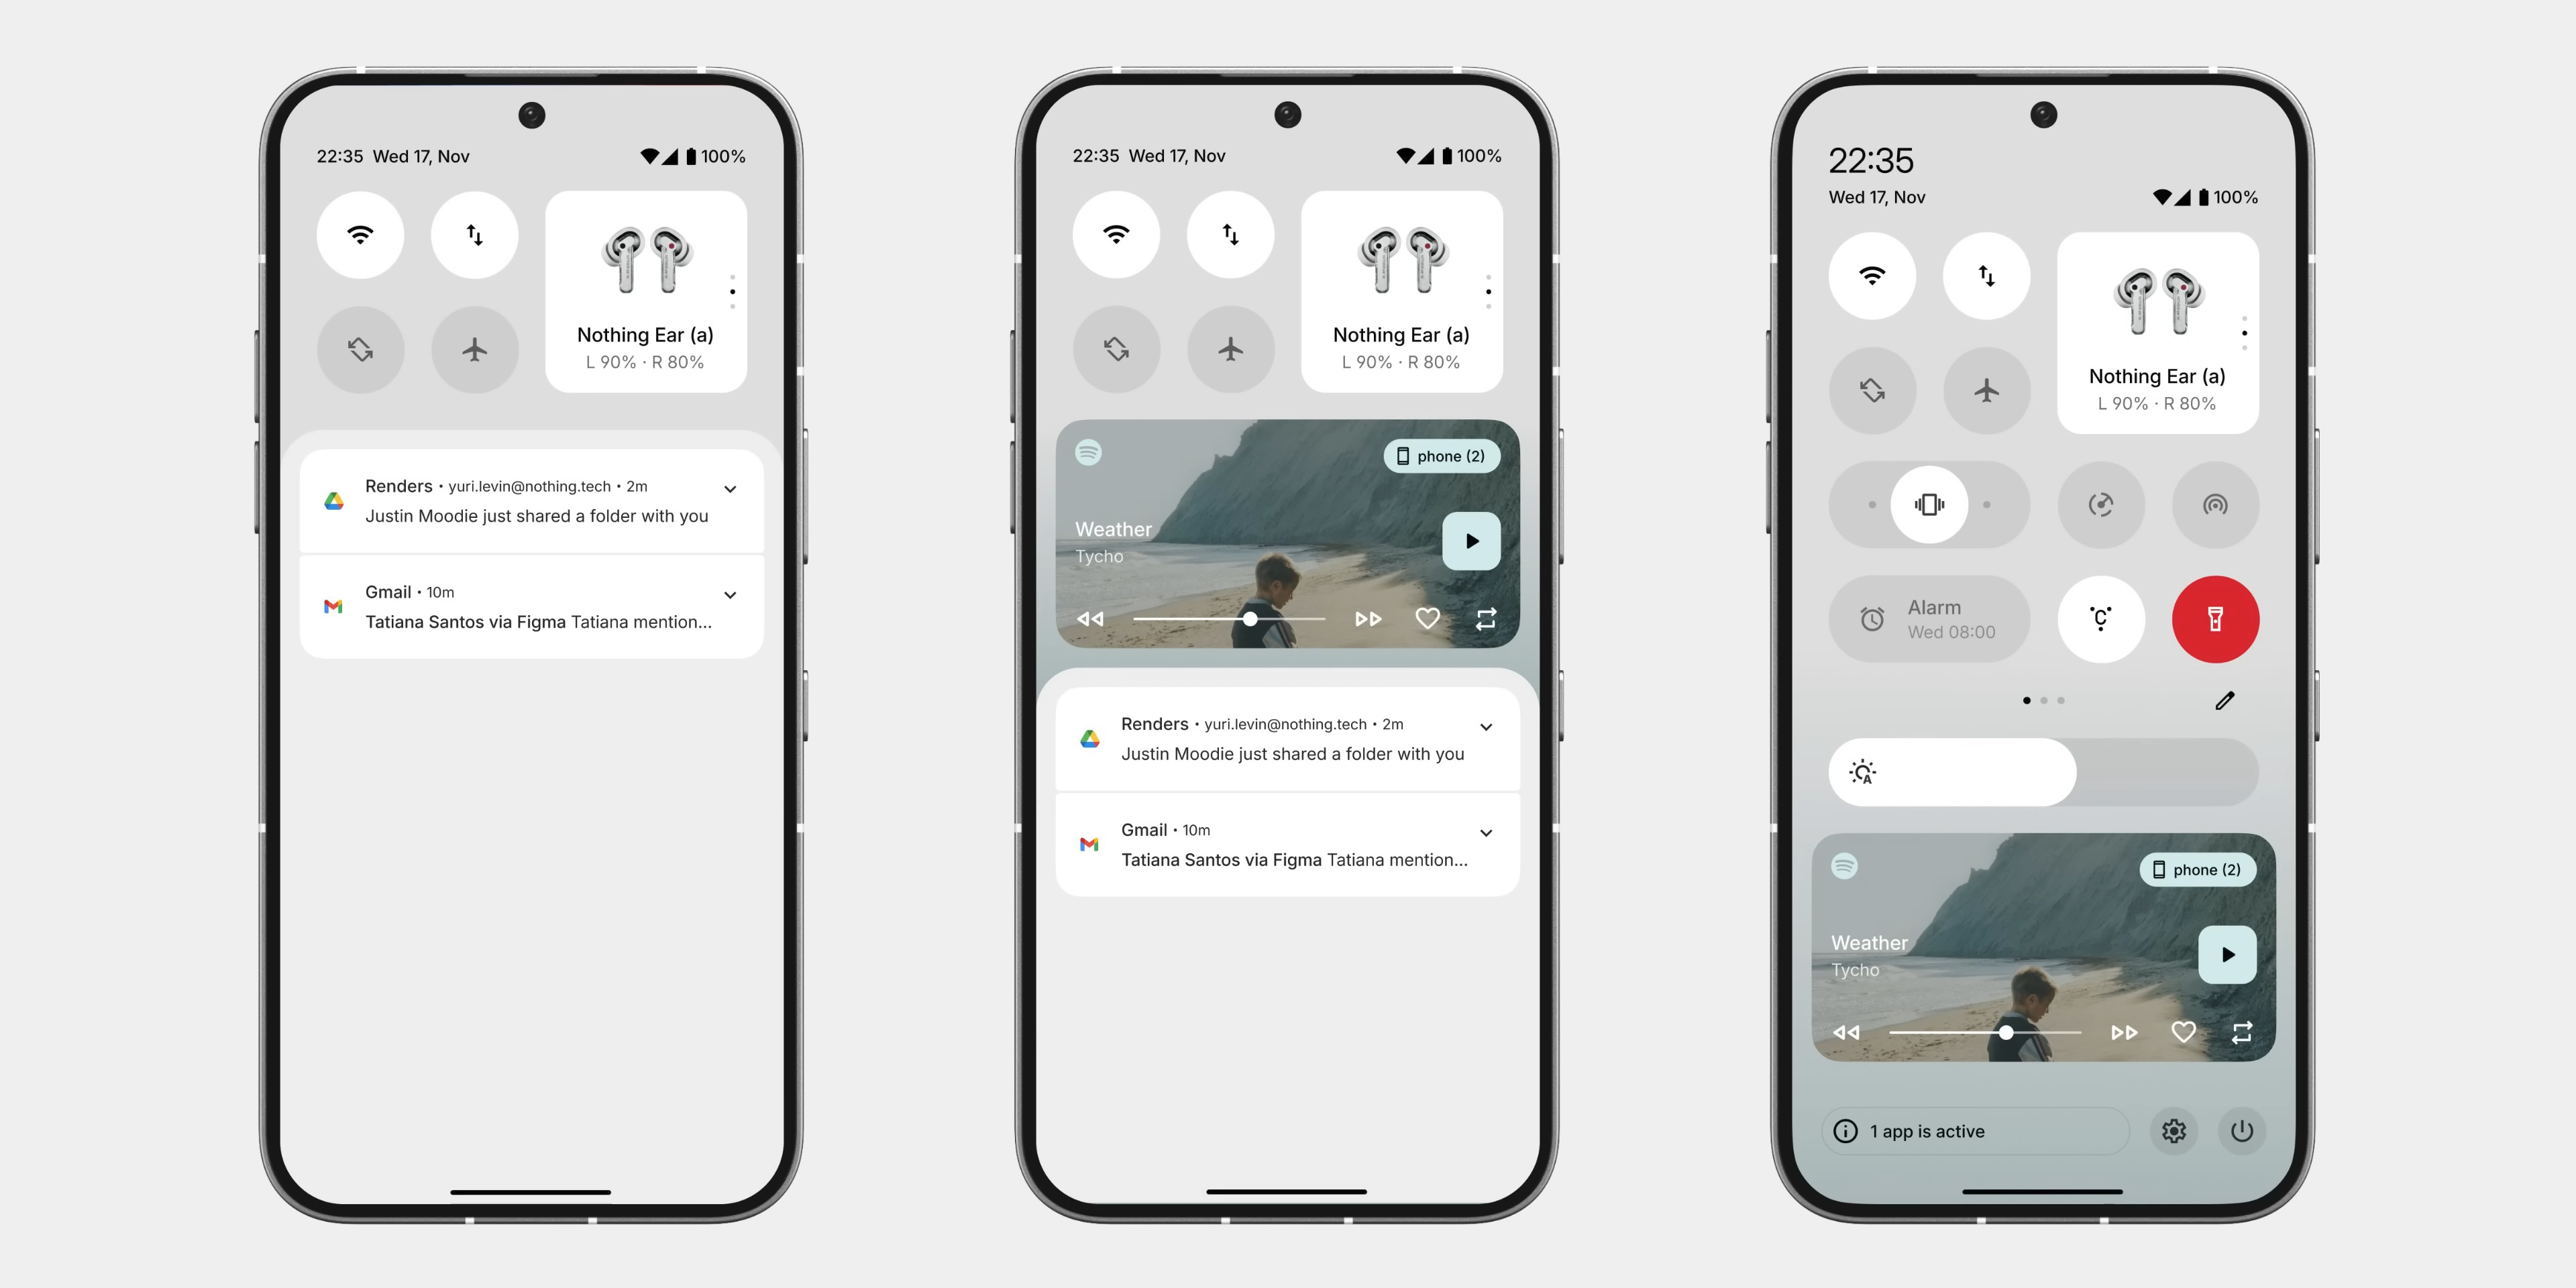 22:35 Wed 17, Nov
100%
Nothing Ear (a)
L 90% · R 80%
Renders • yuri.levin@nothing.tech • 2m
Justin Moodie just shared a folder with you
Gmail • 10m
Tatiana Santos via Figma Tatiana mention...
22:35 Wed 17, Nov
100%
Nothing Ear (a)
L 90% · R 80%
phone (2)
Weather
Tycho
Renders • yuri.levin@nothing.tech • 2m
Justin Moodie just shared a folder with you
Gmail • 10m
Tatiana Santos via Figma Tatiana mention...
22:35
Wed 17, Nov
100%
Nothing Ear (a)
L 90% · R 80%
Alarm
Wed 08:00
phone (2)
Weather
Tycho
1 app is active